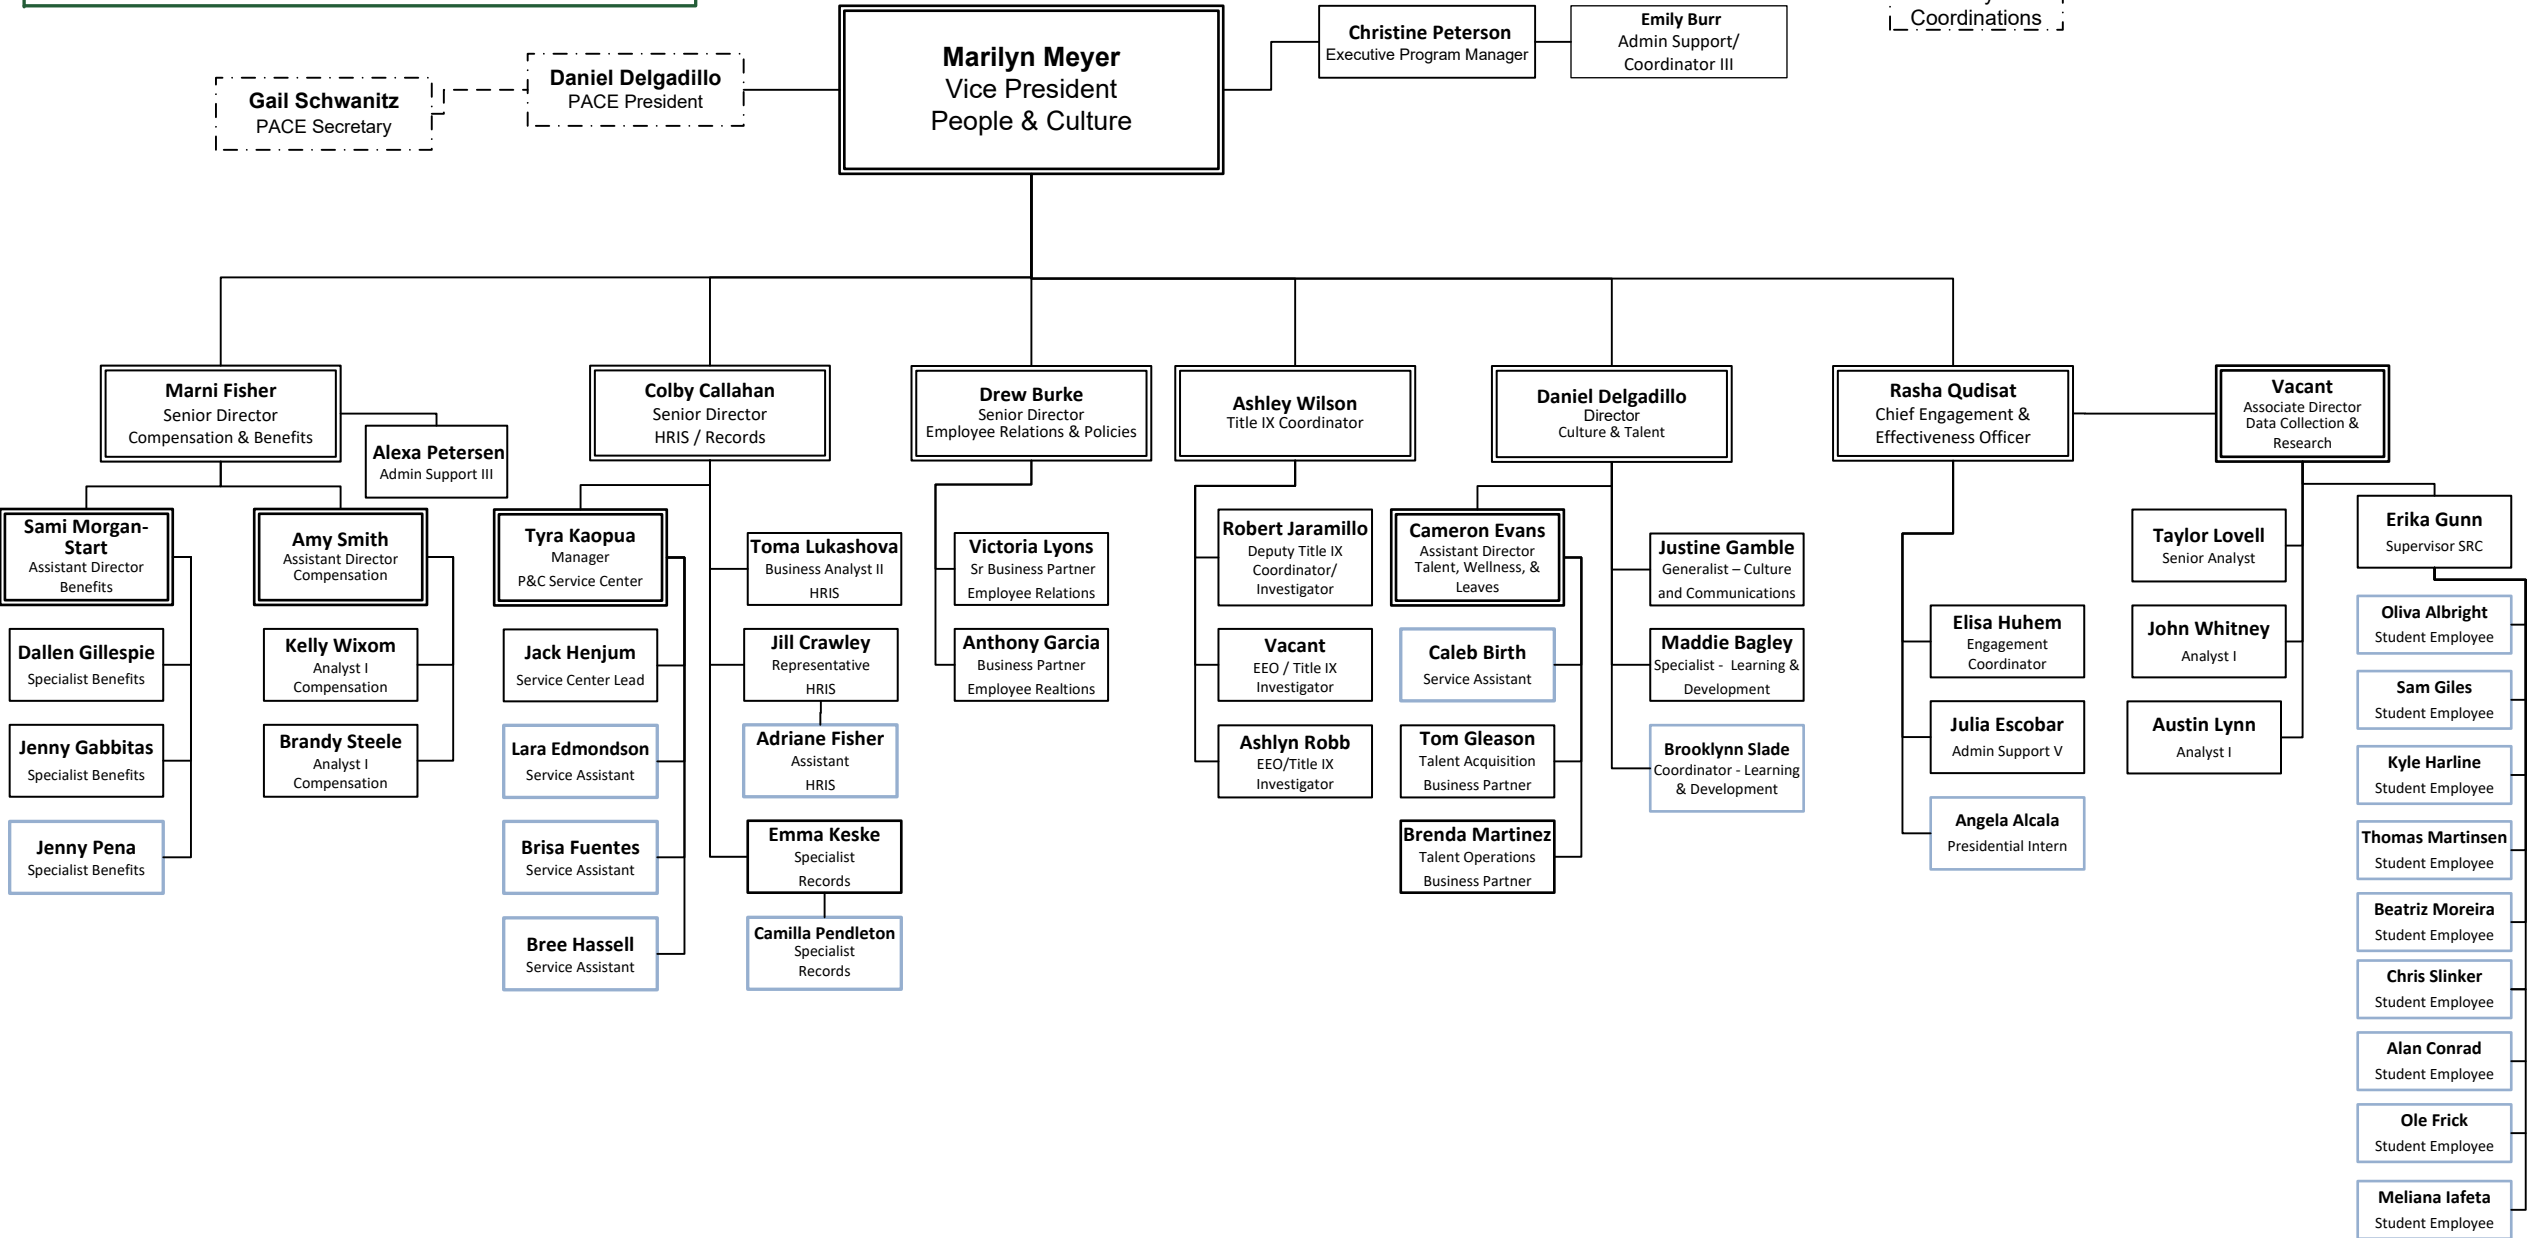 Coordinations
Marilyn Meyer
Vice President
People & Culture
Christine Peterson
Executive Program Manager
Emily Burr
Admin Support/
Coordinator III
Daniel Delgadillo
PACE President
Gail Schwanitz
PACE Secretary
Marni Fisher
Senior Director
Compensation & Benefits
Alexa Petersen
Admin Support III
Sami Morgan-
Start
Assistant Director
Benefits
Dallen Gillespie
Specialist Benefits
Jenny Gabbitas
Specialist Benefits
Jenny Pena
Specialist Benefits
Amy Smith
Assistant Director
Compensation
Kelly Wixom
Analyst I
Compensation
Brandy Steele
Analyst I
Compensation
Colby Callahan
Senior Director
HRIS / Records
Tyra Kaopua
Manager
P&C Service Center
Jack Henjum
Service Center Lead
Lara Edmondson
Service Assistant
Brisa Fuentes
Service Assistant
Bree Hassell
Service Assistant
Toma Lukashova
Business Analyst II
HRIS
Jill Crawley
Representative
HRIS
Adriane Fisher
Assistant
HRIS
Emma Keske
Specialist
Records
Camilla Pendleton
Specialist
Records
Drew Burke
Senior Director
Employee Relations & Policies
Victoria Lyons
Sr Business Partner
Employee Relations
Anthony Garcia
Business Partner
Employee Realtions
Ashley Wilson
Title IX Coordinator
Robert Jaramillo
Deputy Title IX
Coordinator/
Investigator
Vacant
EEO / Title IX
Investigator
Ashlyn Robb
EEO/Title IX
Investigator
Daniel Delgadillo
Director
Culture & Talent
Cameron Evans
Assistant Director
Talent, Wellness, &
Leaves
Caleb Birth
Service Assistant
Tom Gleason
Talent Acquisition
Business Partner
Brenda Martinez
Talent Operations
Business Partner
Justine Gamble
Generalist – Culture
and Communications
Maddie Bagley
Specialist - Learning &
Development
Brooklynn Slade
Coordinator - Learning
& Development
Rasha Qudisat
Chief Engagement &
Effectiveness Officer
Elisa Huhem
Engagement
Coordinator
Julia Escobar
Admin Support V
Angela Alcala
Presidential Intern
Vacant
Associate Director
Data Collection &
Research
Taylor Lovell
Senior Analyst
John Whitney
Analyst I
Austin Lynn
Analyst I
Erika Gunn
Supervisor SRC
Oliva Albright
Student Employee
Sam Giles
Student Employee
Kyle Harline
Student Employee
Thomas Martinsen
Student Employee
Beatriz Moreira
Student Employee
Chris Slinker
Student Employee
Alan Conrad
Student Employee
Ole Frick
Student Employee
Meliana Iafeta
Student Employee